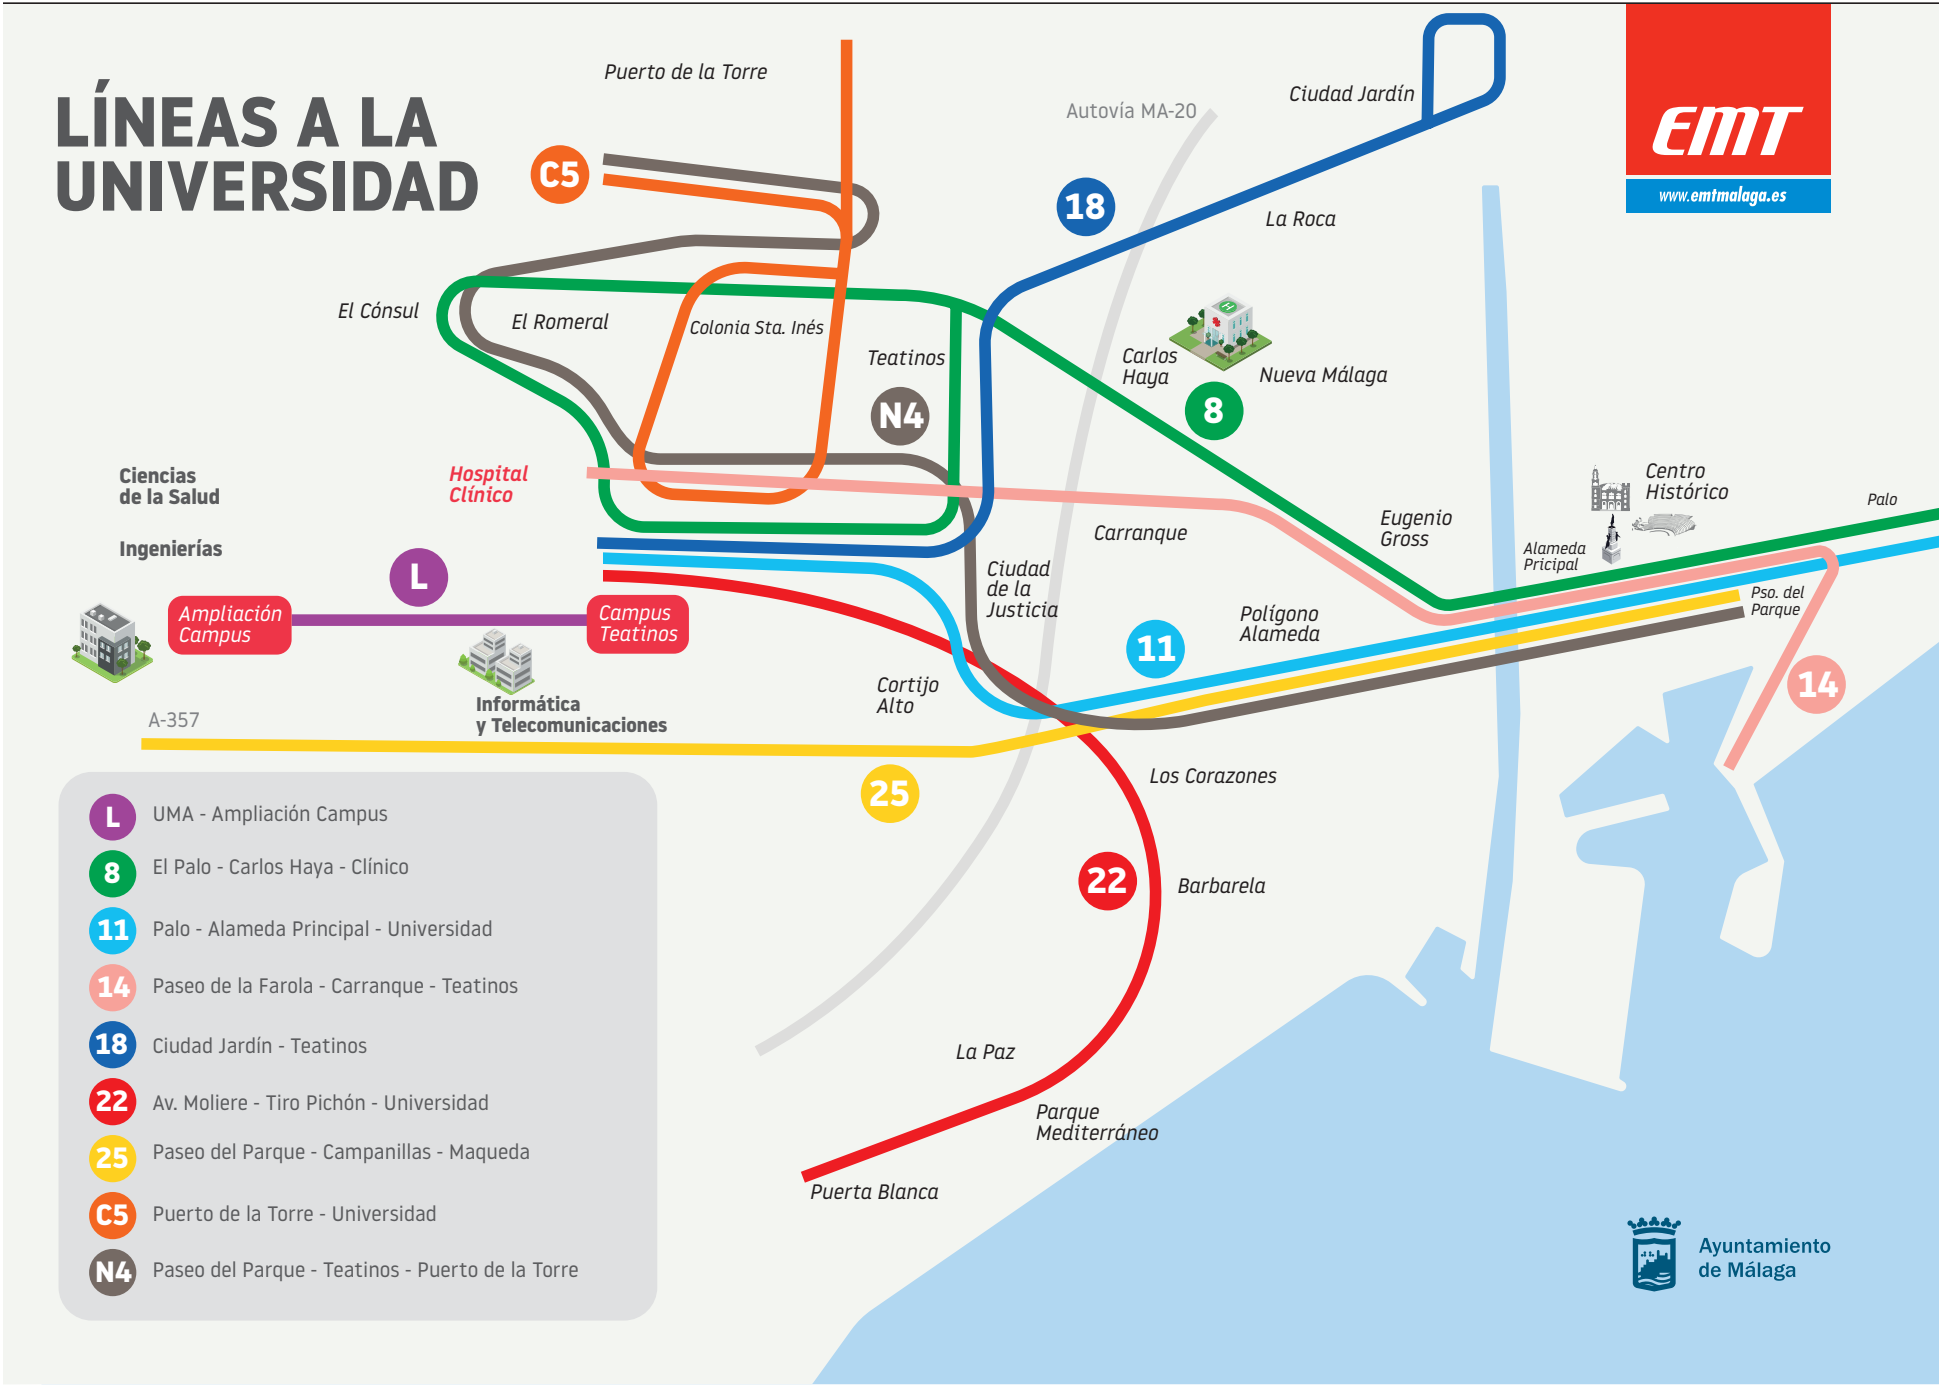 LÍNEAS A LA
UNIVERSIDAD
Puerto de la Torre
C5
Autovía MA-20
Ciudad Jardín
EMT
www.emtmalaga.es
18
La Roca
El Cónsul
El Romeral
Colonia Sta. Inés
Teatinos
N4
Carlos
Haya
Nueva Málaga
H
8
Ciencias
de la Salud
Hospital
Clínico
Ingenierías
Carranque
Eugenio
Gross
Centro
Histórico
Palo
Alameda
Pricipal
L
Ciudad
de la
Justicia
Polígono
Alameda
Pso. del
Parque
Ampliación
Campus
Campus
Teatinos
11
14
Cortijo
Alto
Informática
y Telecomunicaciones
A-357
25
Los Corazones
22
Barbarela
La Paz
Parque
Mediterráneo
Puerta Blanca
L UMA - Ampliación Campus
8 El Palo - Carlos Haya - Clínico
11 Palo - Alameda Principal - Universidad
14 Paseo de la Farola - Carranque - Teatinos
18 Ciudad Jardín - Teatinos
22 Av. Moliere - Tiro Pichón - Universidad
25 Paseo del Parque - Campanillas - Maqueda
C5 Puerto de la Torre - Universidad
N4 Paseo del Parque - Teatinos - Puerto de la Torre
Ayuntamiento
de Málaga